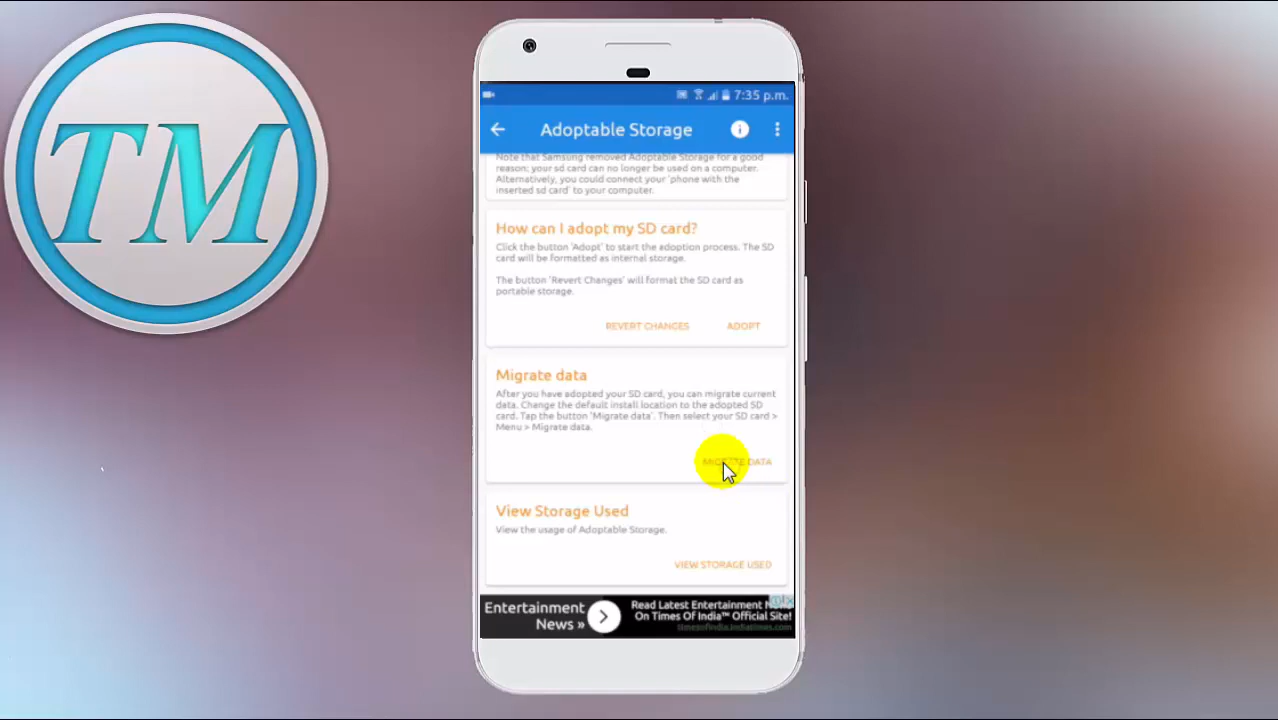 TM
7:35 p.m.
Adoptable Storage
Note that Samsung removed Adoptable Storage for a good
reason; your sd card can no longer be used on a computer.
Alternatively, you could connect your 'phone with the
inserted sd card' to your computer.
How can I adopt my SD card?
Click the button 'Adopt' to start the adoption process. The SD
card will be formatted as internal storage.
The button 'Revert Changes' will format the SD card as
portable storage.
REVERT CHANGES ADOPT
Migrate data
After you have adopted your SD card, you can migrate current
data. Change the default install location to the adopted SD
card. Tap the button 'Migrate data'. Then select your SD card >
Menu > Migrate data.
MIGRATE DATA
View Storage Used
View the usage of Adoptable Storage.
VIEW STORAGE USED
Entertainment
News »
Read Latest Entertainment
On Times Of India™ Official Site!
timesofindia.indiatimes.com